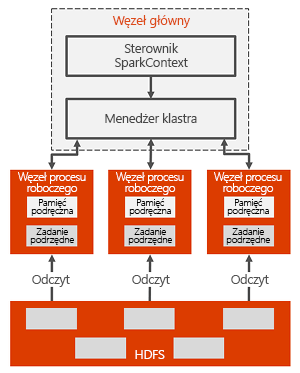 Węzeł główny
Sterownik
SparkContext
Menedżer klastra
Węzeł procesu
roboczego
Pamięć
podręczna
Zadanie
podrzędne
Węzeł procesu
roboczego
Pamięć
podręczna
Zadanie
podrzędne
Węzeł procesu
roboczego
Pamięć
podręczna
Zadanie
podrzędne
Odczyt
Odczyt
Odczyt
HDFS